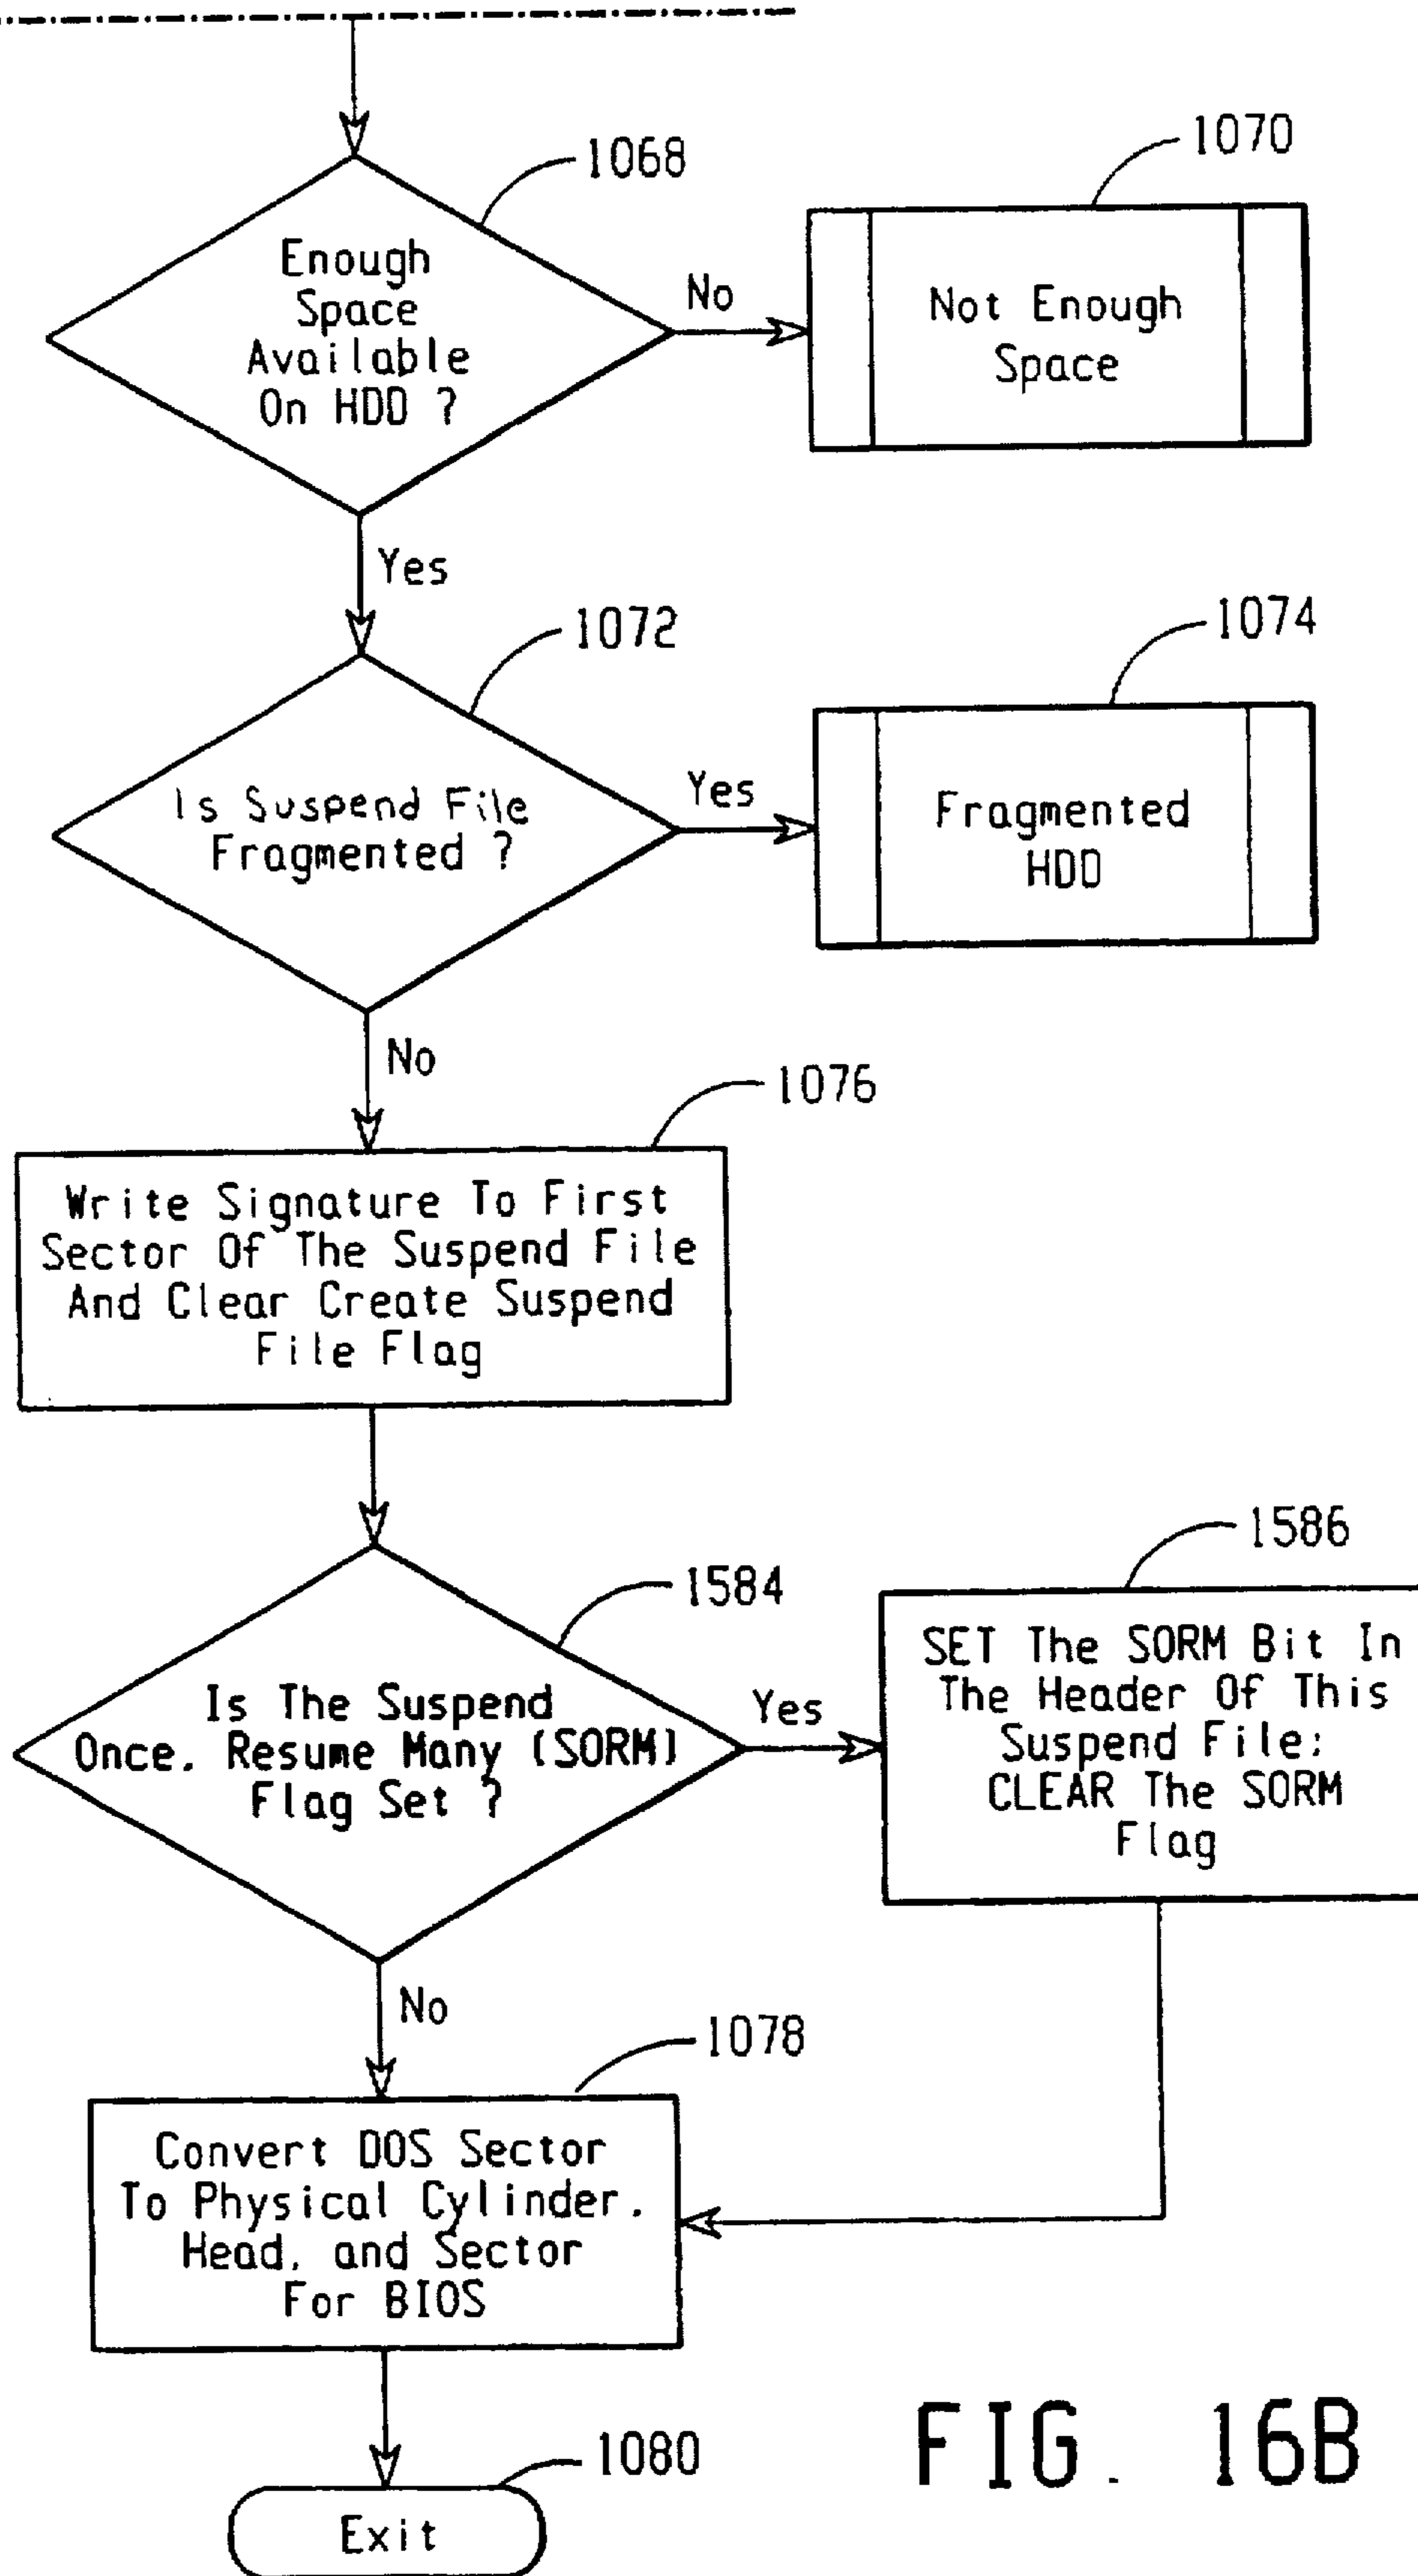 1068
Enough
Space
Available
On HDD ?
No
1070
Not Enough
Space
Yes
1072
Is Suspend File
Fragmented ?
Yes
1074
Fragmented
HDD
No
1076
Write Signature To First
Sector Of The Suspend File
And Clear Create Suspend
File Flag
1584
Is The Suspend
Once, Resume Many (SORM)
Flag Set ?
Yes
1586
SET The SORM Bit In
The Header Of This
Suspend File;
CLEAR The SORM
Flag
No
1078
Convert DOS Sector
To Physical Cylinder,
Head, and Sector
For BIOS
1080
Exit
FIG. 16B